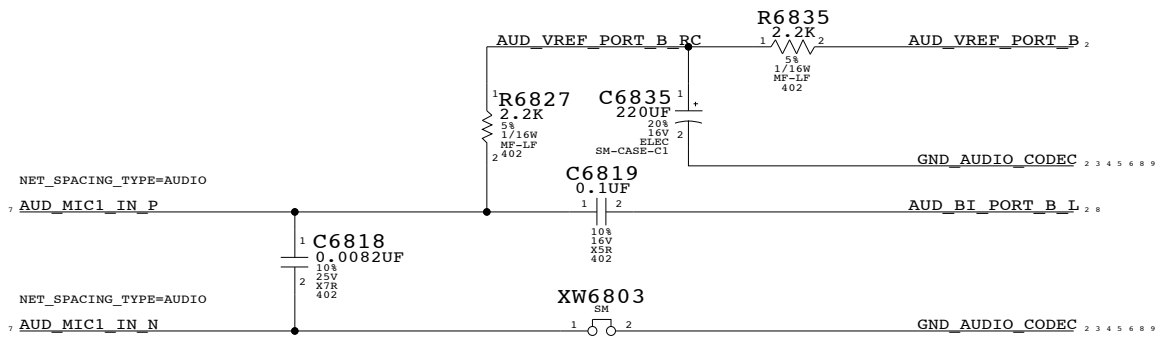 R6835
2.2K
1 2
5%
1/16W
MF-LF
402
AUD_VREF_PORT_B_RC
AUD_VREF_PORT_B 2
1
R6827
2.2K
5%
1/16W
MF-LF
402
2
C6835
220UF
20%
16V
ELEC
SM-CASE-C1
1
+
2
GND_AUDIO_CODEC 2 3 4 5 6 8 9
NET_SPACING_TYPE=AUDIO
7 AUD_MIC1_IN_P
C6819
0.1UF
1 2
10%
16V
X5R
402
AUD_BI_PORT_B_L 2 8
1
C6818
0.0082UF
10%
25V
X7R
402
2
NET_SPACING_TYPE=AUDIO
7 AUD_MIC1_IN_N
XW6803
SM
1 2
GND_AUDIO_CODEC 2 3 4 5 6 8 9